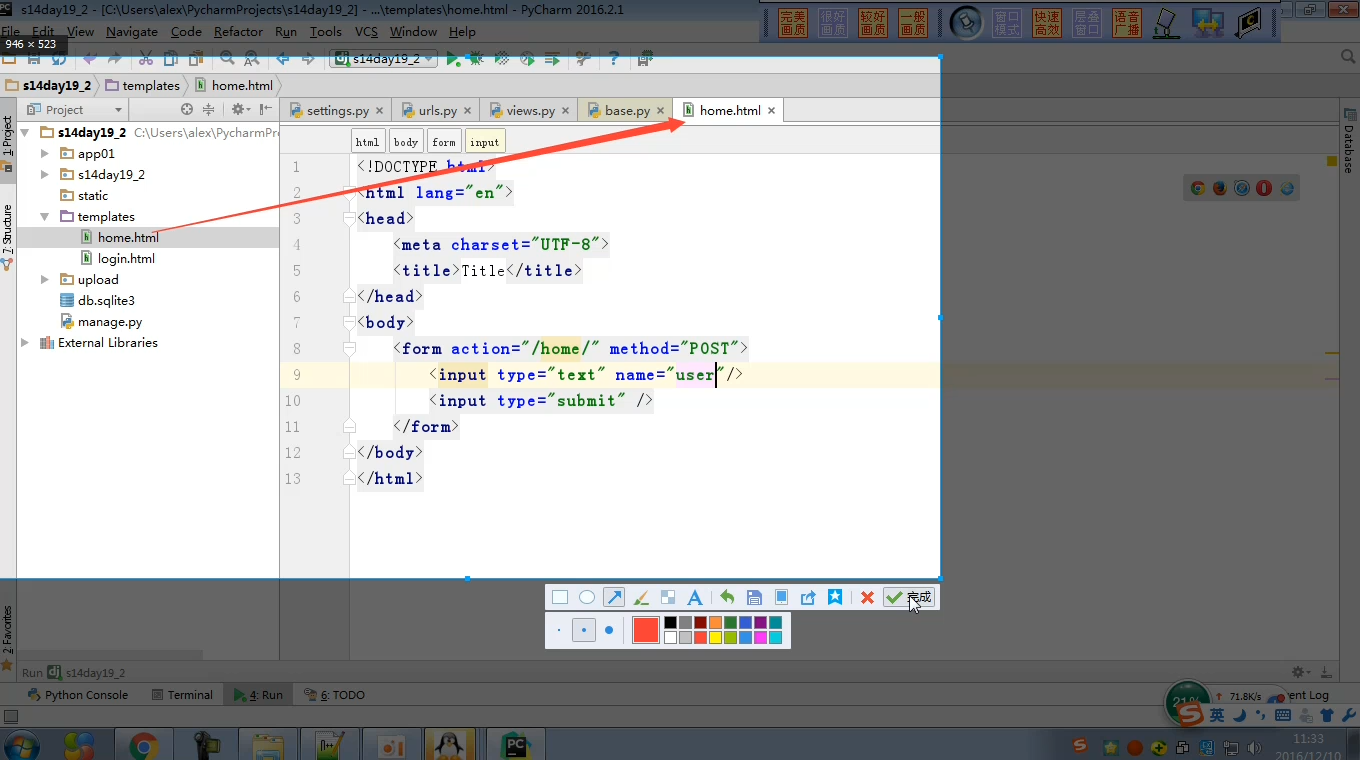 s14day19_2 - [C:\Users\alex\PycharmProjects\s14day19_2] - ...\templates\home.html - PyCharm 2016.2.1
完美画质 很好画质 较好画质 一般画质 窗口模式 快速高效 层叠窗口 语音广播
File Edit View Navigate Code Refactor Run Tools VCS Window Help
946 × 523
s14day19_2
s14day19_2 templates home.html
Project settings.py urls.py views.py base.py home.html
1: Project
7: Structure
2: Favorites
Database
s14day19_2 C:\Users\alex\PycharmPr
app01
s14day19_2
static
templates
home.html
login.html
upload
db.sqlite3
manage.py
External Libraries
html body form input
1 <!DOCTYPE html>
2 <html lang="en">
3 <head>
4 <meta charset="UTF-8">
5 <title>Title</title>
6 </head>
7 <body>
8 <form action="/home/" method="POST">
9 <input type="text" name="user"/>
10 <input type="submit" />
11 </form>
12 </body>
13 </html>
A 完成
Run s14day19_2
Python Console Terminal 4: Run 6: TODO
21% 71.8K/s ent Log
英
11:33
2016/12/10